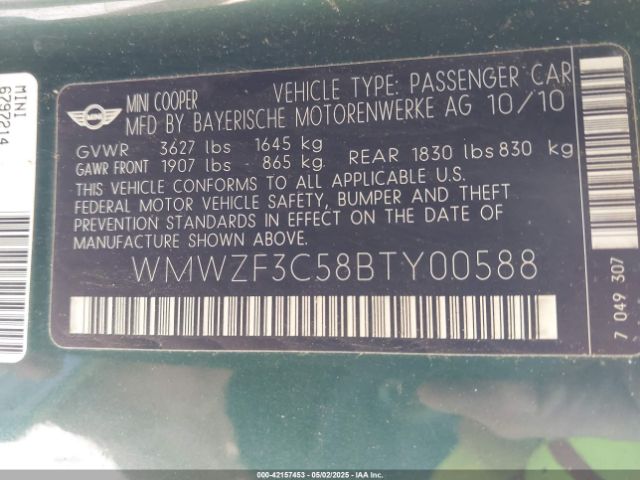 MINI
6797214
MINI
MINI COOPER VEHICLE TYPE: PASSENGER CAR
MFD BY BAYERISCHE MOTORENWERKE AG 10/10
GVWR 3627 lbs 1645 kg
GAWR FRONT 1907 lbs - 865 kg. REAR 1830 lbs 830 kg
THIS VEHICLE CONFORMS TO ALL APPLICABLE U.S.
FEDERAL MOTOR VEHICLE SAFETY, BUMPER AND THEFT
PREVENTION STANDARDS IN EFFECT ON THE DATE OF
MANUFACTURE SHOWN ABOVE.
WMWZF3C58BTY00588
7 049 307
000-42157453 - 05/02/2025 - IAAI.COM